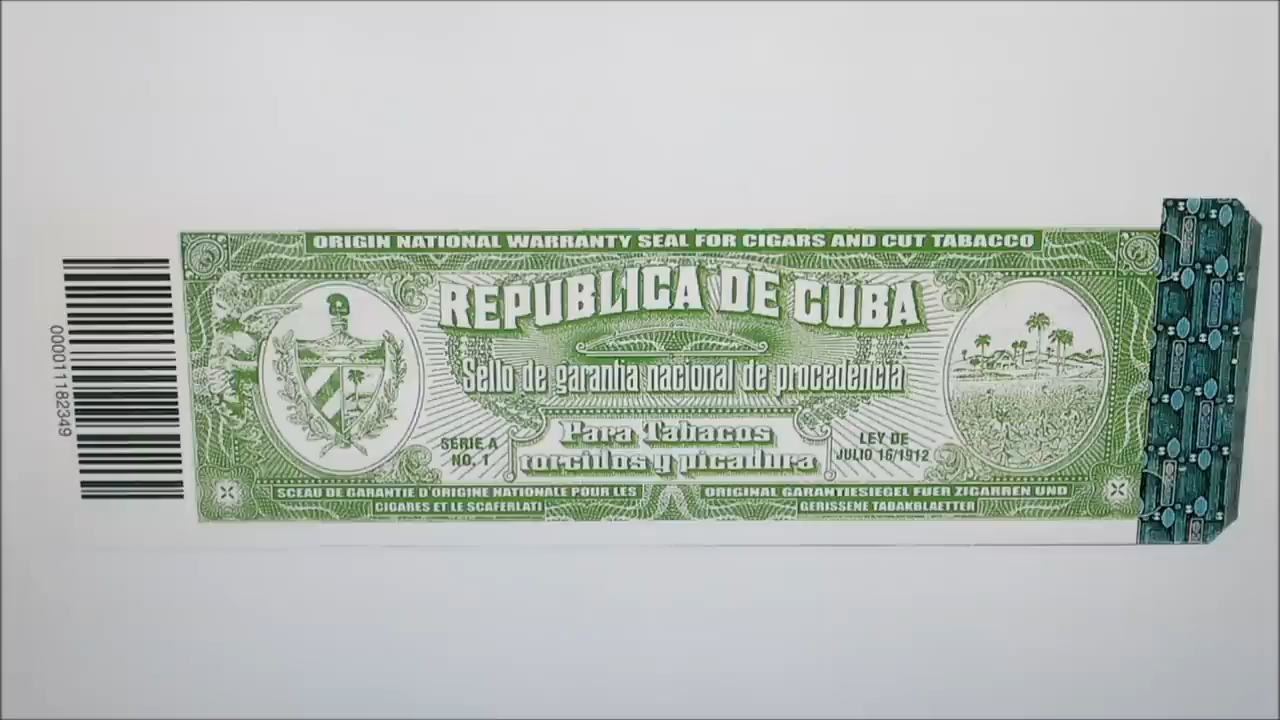 ORIGIN NATIONAL WARRANTY SEAL FOR CIGARS AND CUT TABACCO
REPUBLICA DE CUBA
Sello de garantia nacional de procedencia
Para Tabacos
torcidos y picadura
SERIE A
NO. 1
LEY DE
JULIO 16/1912
SCEAU DE GARANTIE D'ORIGINE NATIONALE POUR LES
CIGARES ET LE SCAFERLATI
ORIGINAL GARANTIESIEGEL FUER ZIGARREN UND
GERISSENE TABAKBLAETTER
00001182349